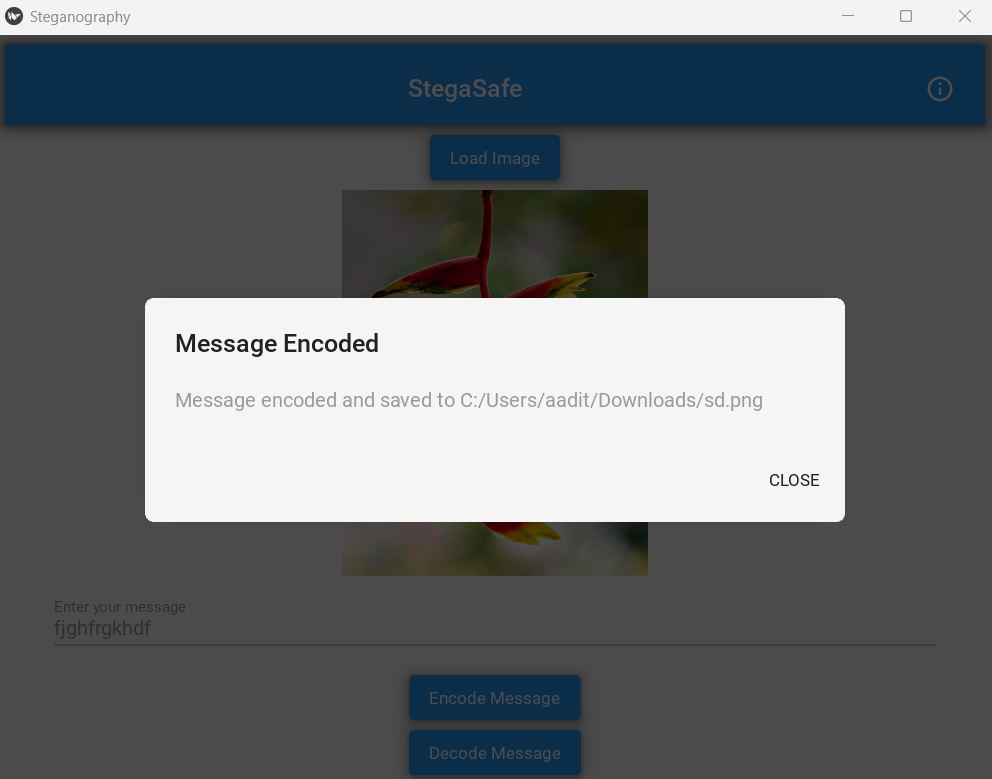 Steganography
StegaSafe
Load Image
Message Encoded
Message encoded and saved to C:/Users/aadit/Downloads/sd.png
CLOSE
Enter your message
fjghfrgkhdf
Encode Message
Decode Message